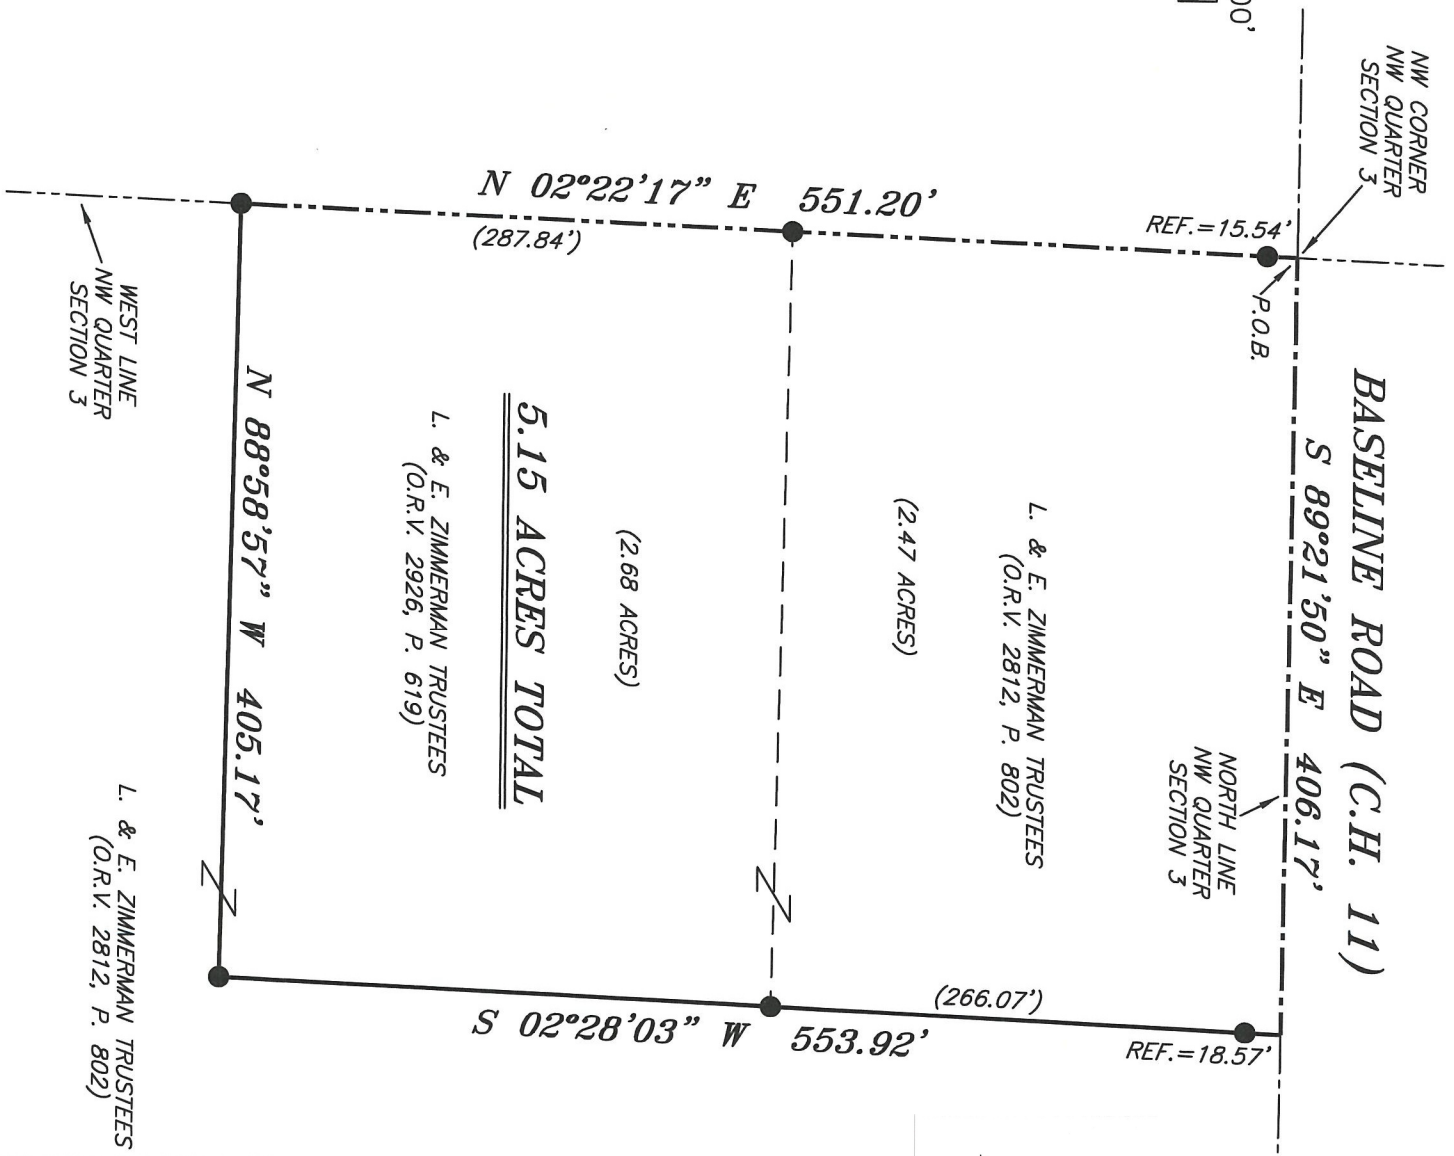 00'
NW CORNER
NW QUARTER
SECTION 3
BASELINE ROAD (C.H. 11)
S 89°21'50" E 406.17'
NORTH LINE
NW QUARTER
SECTION 3
P.O.B.
REF.=15.54'
N 02°22'17" E 551.20'
(287.84')
L. & E. ZIMMERMAN TRUSTEES
(O.R.V. 2812, P. 802)
(2.47 ACRES)
(2.68 ACRES)
5.15 ACRES TOTAL
L. & E. ZIMMERMAN TRUSTEES
(O.R.V. 2926, P. 619)
REF.=18.57'
(266.07')
S 02°28'03" W 553.92'
N 88°58'57" W 405.17'
WEST LINE
NW QUARTER
SECTION 3
L. & E. ZIMMERMAN TRUSTEES
(O.R.V. 2812, P. 802)